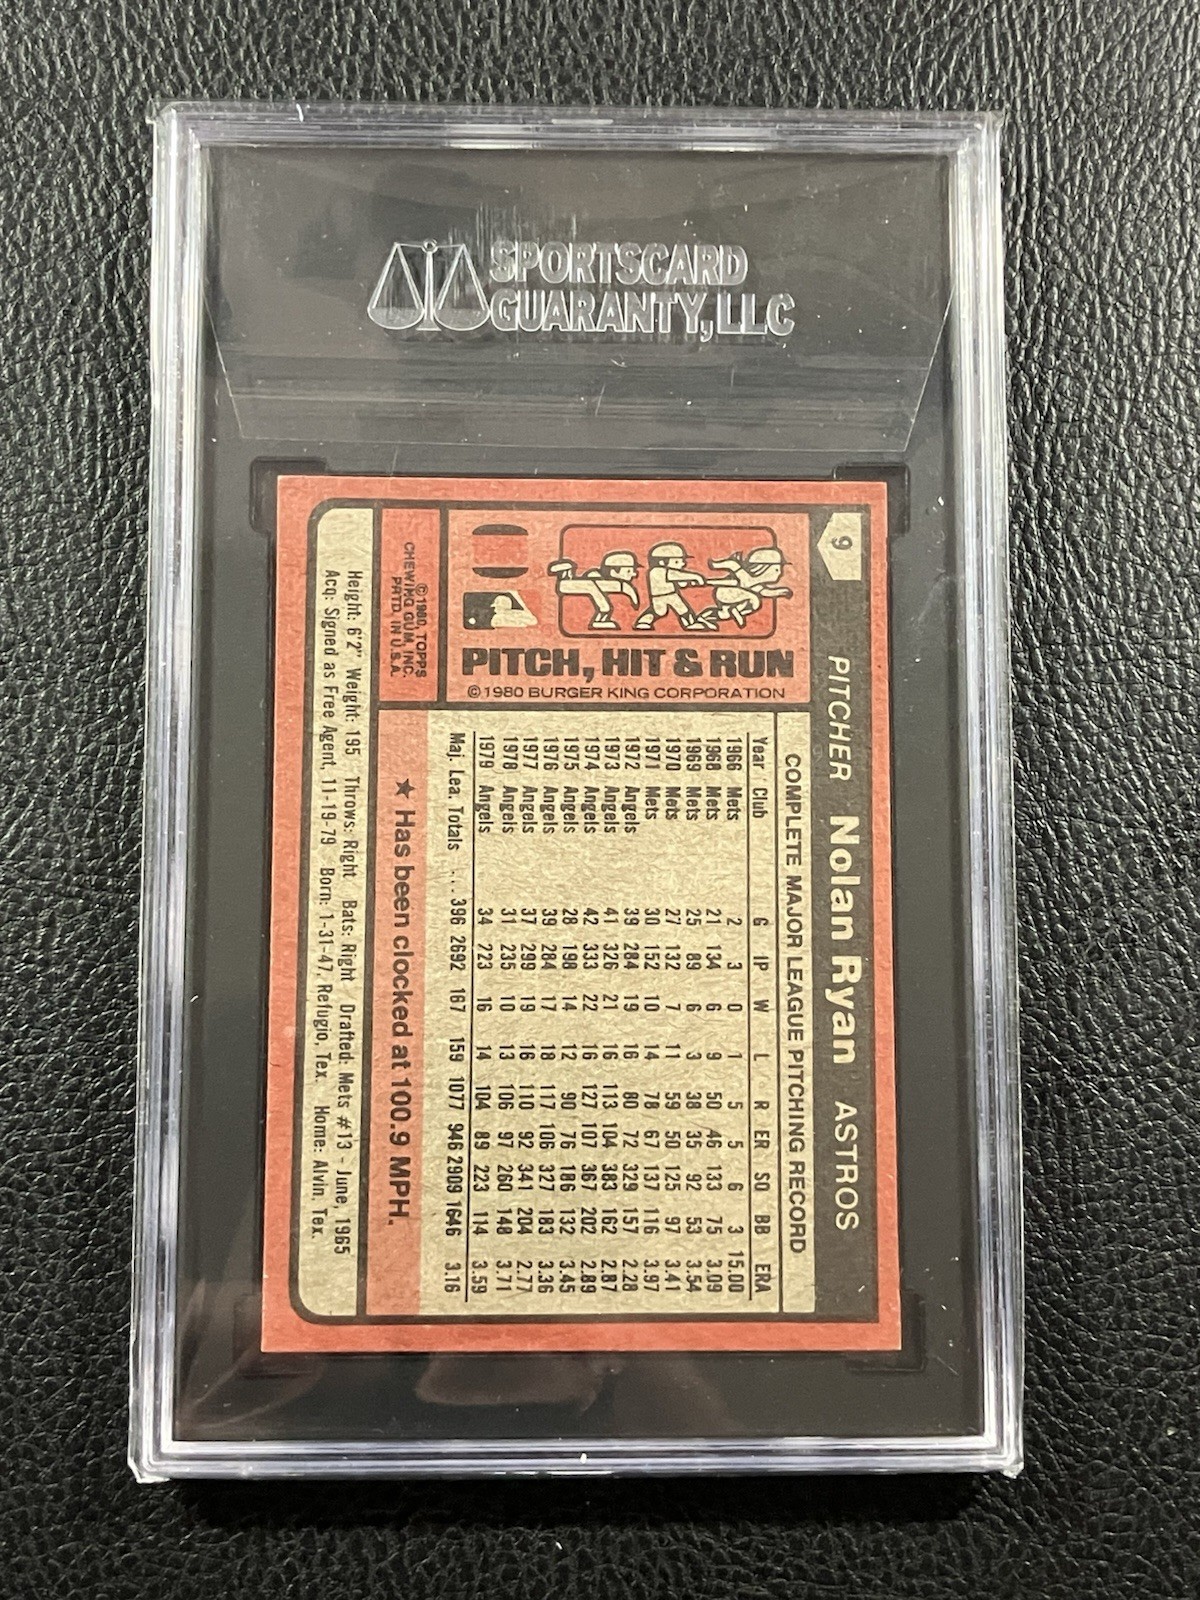 SPORTSCARD
GUARANTY, LLC
9
PITCHER Nolan Ryan ASTROS
PITCH, HIT & RUN
©1980 BURGER KING CORPORATION
©1980, TOPPS
CHEWING GUM, INC.
PRTD. IN U.S.A.
COMPLETE MAJOR LEAGUE PITCHING RECORD
Year Club G IP W L R ER SO BB ERA
1966 Mets 2 3 0 1 5 5 6 3 15.00
1968 Mets 21 134 6 9 50 46 133 75 3.09
1969 Mets 25 89 6 3 38 35 92 53 3.54
1970 Mets 27 132 7 11 59 50 125 97 3.41
1971 Mets 30 152 10 14 78 67 137 116 3.97
1972 Angels 39 284 19 16 80 72 329 157 2.28
1973 Angels 41 326 21 16 113 104 383 162 2.87
1974 Angels 42 333 22 16 127 107 367 202 2.89
1975 Angels 28 198 14 12 90 76 186 132 3.45
1976 Angels 39 284 17 18 117 106 327 183 3.36
1977 Angels 37 299 19 16 110 92 341 204 2.77
1978 Angels 31 235 10 13 106 97 260 148 3.71
1979 Angels 34 223 16 14 104 89 223 114 3.59
Maj. Lea. Totals .... 396 2692 167 159 1077 946 2909 1646 3.16
★ Has been clocked at 100.9 MPH.
Height: 6'2" Weight: 195 Throws: Right Bats: Right Drafted: Mets #13 - June, 1965
Acq: Signed as Free Agent, 11-19-79 Born: 1-31-47, Refugio, Tex. Home: Alvin, Tex.